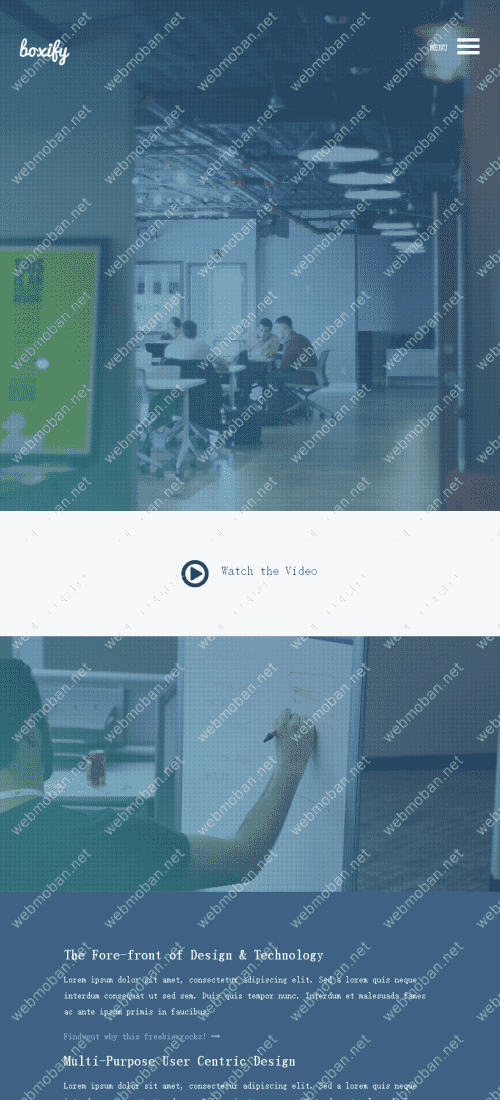 boxify
MENU
Watch the Video
The Fore-front of Design & Technology
Lorem ipsum dolor sit amet, consectetur adipiscing elit. Sed a lorem quis neque
interdum consequat ut sed sem. Duis quis tempor nunc. Interdum et malesuada fames
ac ante ipsum primis in faucibus.
Find out why this freebie rocks!
Multi-Purpose User Centric Design
Lorem ipsum dolor sit amet, consectetur adipiscing elit. Sed a lorem quis neque
webmoban.net